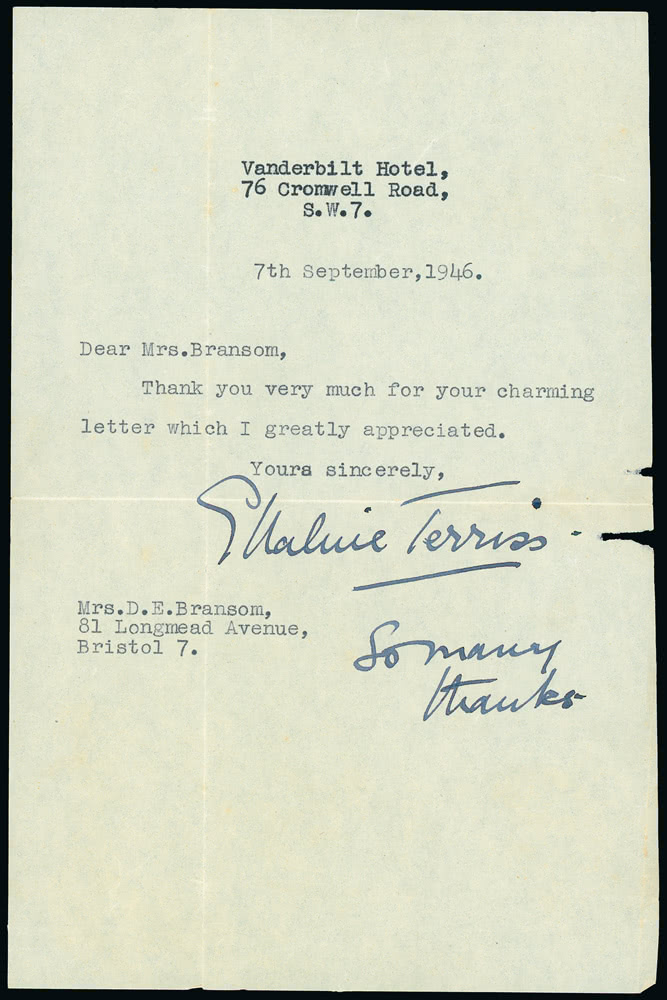 Vanderbilt Hotel,
76 Cromwell Road,
S.W.7.
7th September,1946.
Dear Mrs.Bransom,
Thank you very much for your charming
letter which I greatly appreciated.
Yours sincerely,
Ellaline Terriss
Mrs.D.E.Bransom,
81 Longmead Avenue,
Bristol 7.
So many
thanks